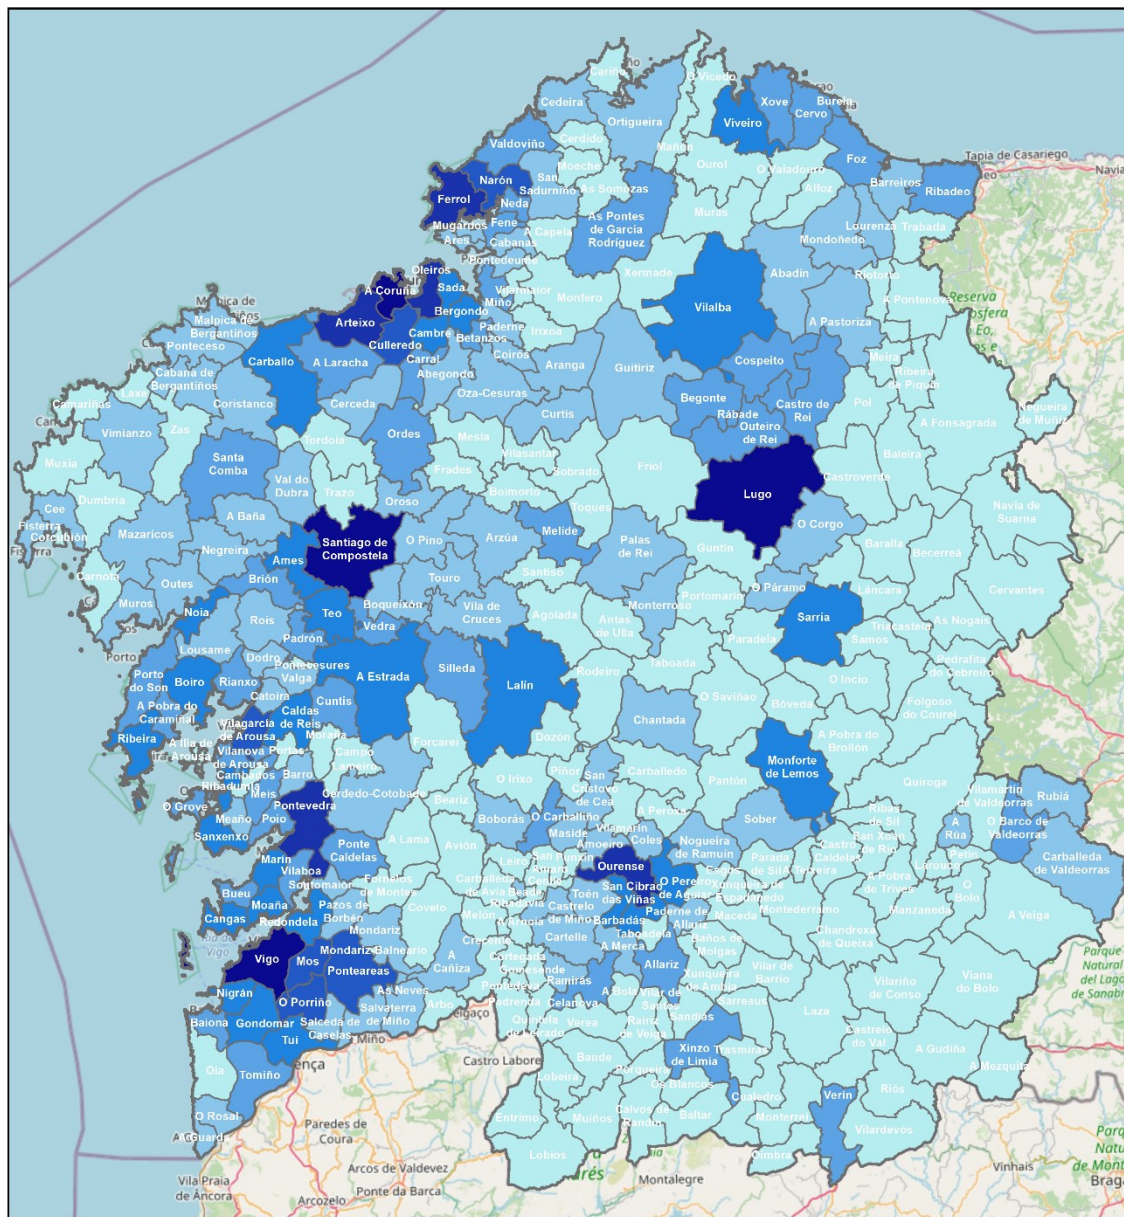 Cariño
O Vicedo
Cedeira
Ortigueira
Viveiro
Xove
Burela
Cervo
Valdoviño
Cerdido
Moeche
Mañón
Ourol
O Valadouro
Foz
Tapia de Casariego
Barreiros
Ribadeo
Narón
San
Sadurniño
As Somozas
Alfoz
Ferrol
Neda
Mugardos
Fene
Ares
Cabanas
A Capela
As Pontes
de García
Rodríguez
Muras
Lourenzá
Mondoñedo
Trabada
Pontedeume
Oleiros
Sada
Vilarmaior
Miño
Monfero
Xermade
Abadín
Riotorto
A Pontenova
A Coruña
Bergondo
Vilalba
Malpica de
Bergantiños
Ponteceso
Arteixo
Cambre
Betanzos
Paderne
Irixoa
A Pastoriza
Carballo
A Laracha
Culleredo
Carral
Abegondo
Coirós
Aranga
Guitiriz
Cospeito
Meira
Ribeira
de Piquín
Cabana de
Bergantiños
Laxe
Camariñas
Coristanco
Cerceda
Oza-Cesuras
Curtis
Begonte
Castro de
Rei
Pol
Negueira
de Muñiz
Vimianzo
Zas
Tordoia
Ordes
Mesía
Rábade
Outeiro
de Rei
A Fonsagrada
Muxía
Santa
Comba
Val do
Dubra
Trazo
Frades
Vilasantar
Sobrado
Boimorto
Friol
Baleira
Castroverde
Dumbría
Oroso
Toques
Lugo
Navia de
Suarna
Cee
Fisterra
Corcubión
Mazaricos
A Baña
Santiago de
Compostela
O Pino
Arzúa
Melide
Palas
de Rei
O Corgo
Guntín
Baralla
Becerreá
Negreira
Ames
Carnota
Outes
Brión
Touro
Santiso
Portomarín
O Páramo
Láncara
Cervantes
Muros
Noia
Rois
Teo
Boqueixón
Vedra
Vila de
Cruces
Agolada
Monterroso
Antas
de Ulla
Sarria
As Nogais
Triacastela
Samos
Paradela
Lousame
Padrón
Dodro
Pontevesures
Valga
A Estrada
Silleda
Lalín
Rodeiro
Taboada
Pedrafita
do Cebreiro
Porto
do Son
Boiro
Rianxo
Catoira
Cuntis
O Saviñao
O Incio
Bóveda
Folgoso
do Courel
A Pobra do
Caramiñal
Ribeira
Vilagarcía
de Arousa
Caldas
de Reis
Moraña
Forcarei
Dozón
Chantada
A Pobra do
Brollón
A Illa de
Arousa
Vilanova
de Arousa
Portas
Campo
Lameiro
Cambados
Ribadumia
Barro
Cerdedo-Cotobade
O Irixo
Piñor
San
Cristovo
de Cea
Carballedo
Pantón
Monforte
de Lemos
Quiroga
O Grove
Meis
Meaño
Poio
Pontevedra
Beariz
O Carballiño
A Peroxa
Sober
Ribas
de Sil
Vilamartín
de Valdeorras
Rubiá
Sanxenxo
Boborás
Maside
Vilamarín
Amoeiro
Coles
Nogueira
de Ramuín
San Xoán
de Río
A
Rúa
O Barco de
Valdeorras
Marín
Vilaboa
Ponte
Caldelas
A Lama
Avión
Leiro
San
Amaro
Punxín
Cenlle
Ourense
Parada
de Sil
A Teixeira
Castro
Caldelas
Larouco
Petín
Carballeda
de Valdeorras
Bueu
Moaña
Soutomaior
Fornelos
de Montes
Carballeda
de Avia
Beade
Ribadavia
Toén
San Cibrao
das Viñas
O Pereiro
de Aguiar
Esgos
Xunqueira de
Espadanedo
A Pobra
de Trives
O
Bolo
Cangas
Redondela
Pazos de
Borbén
Covelo
Melón
A Arnoia
Castrelo
de Miño
Barbadás
Paderne de
Allariz
Maceda
Montederramo
Manzaneda
A Veiga
Mondariz
Vigo
Mos
Mondariz-Balneario
Ponteareas
A
Cañiza
Crecente
Cortegada
Cartelle
A Merca
Taboadela
Baños de
Molgas
Chandrexa
de Queixa
Nigrán
O Porriño
As Neves
Arbo
Gomesende
Pontedeva
Padrenda
Ramirás
Celanova
Allariz
Xunqueira
de Ambía
Vilar de
Barrio
Vilariño
de Conso
Viana
do Bolo
Baiona
Gondomar
Tui
Salceda de
Caselas
Salvaterra
de Miño
Quintela
de Leirado
Verea
A Bola
Vilar de
Santos
Rairiz
de Veiga
Sandiás
Sarreaus
Laza
Castrelo
do Val
Oia
Tomiño
Castro Labore
Bande
Lobeira
Xinzo
de Limia
Trasmiras
Porqueira
Os Blancos
A Gudiña
A Mezquita
O Rosal
A Guarda
Paredes de
Coura
Entrimo
Muíños
Calvos de
Randín
Baltar
Cualedro
Monterrei
Verín
Riós
Vilardevós
Lobios
Oímbra
Vila Praia
de Âncora
Arcos de Valdevez
Ponte da Barca
Arcozelo
Montalegre
Vinhais